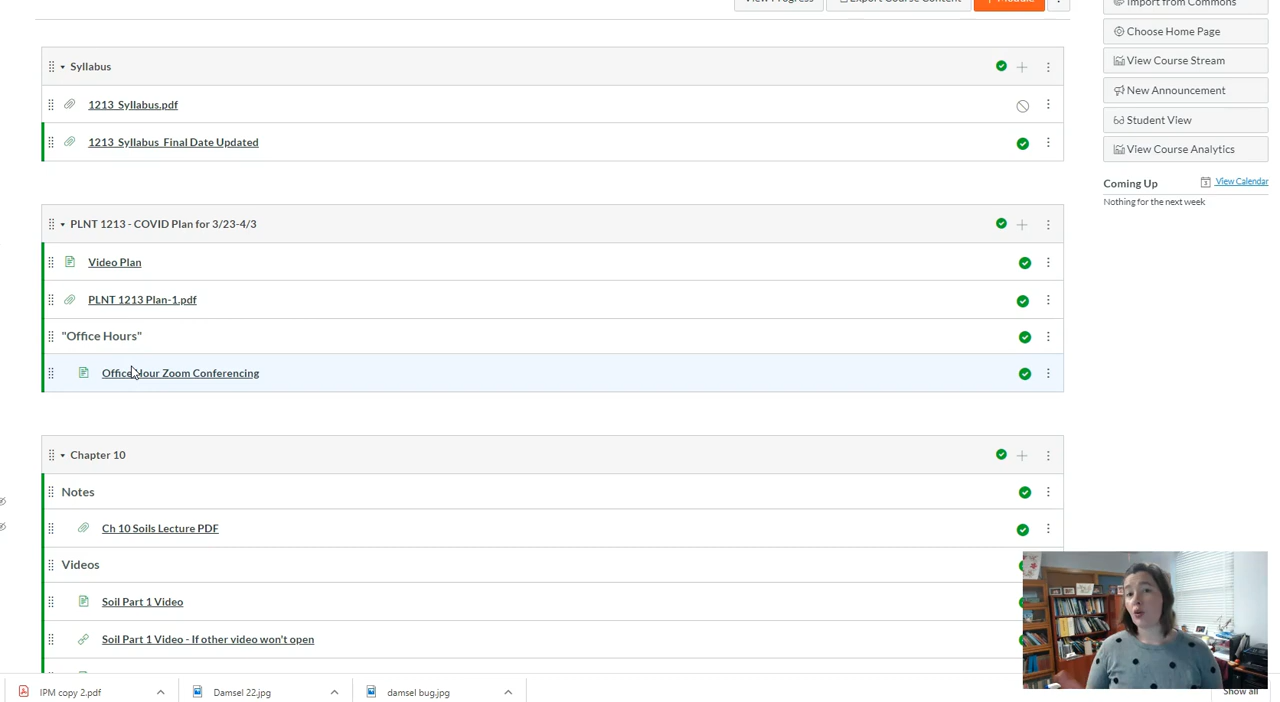 View Progress
Export Course Content
+ Module
Import from Commons
Choose Home Page
View Course Stream
New Announcement
Student View
View Course Analytics
Coming Up
View Calendar
Nothing for the next week
Syllabus
1213_Syllabus.pdf
1213_Syllabus_Final Date Updated
PLNT 1213 - COVID Plan for 3/23-4/3
Video Plan
PLNT 1213 Plan-1.pdf
"Office Hours"
Office Hour Zoom Conferencing
Chapter 10
Notes
Ch 10 Soils Lecture PDF
Videos
Soil Part 1 Video
Soil Part 1 Video - If other video won't open
IPM copy 2.pdf
Damsel 22.jpg
damsel bug.jpg
Show all